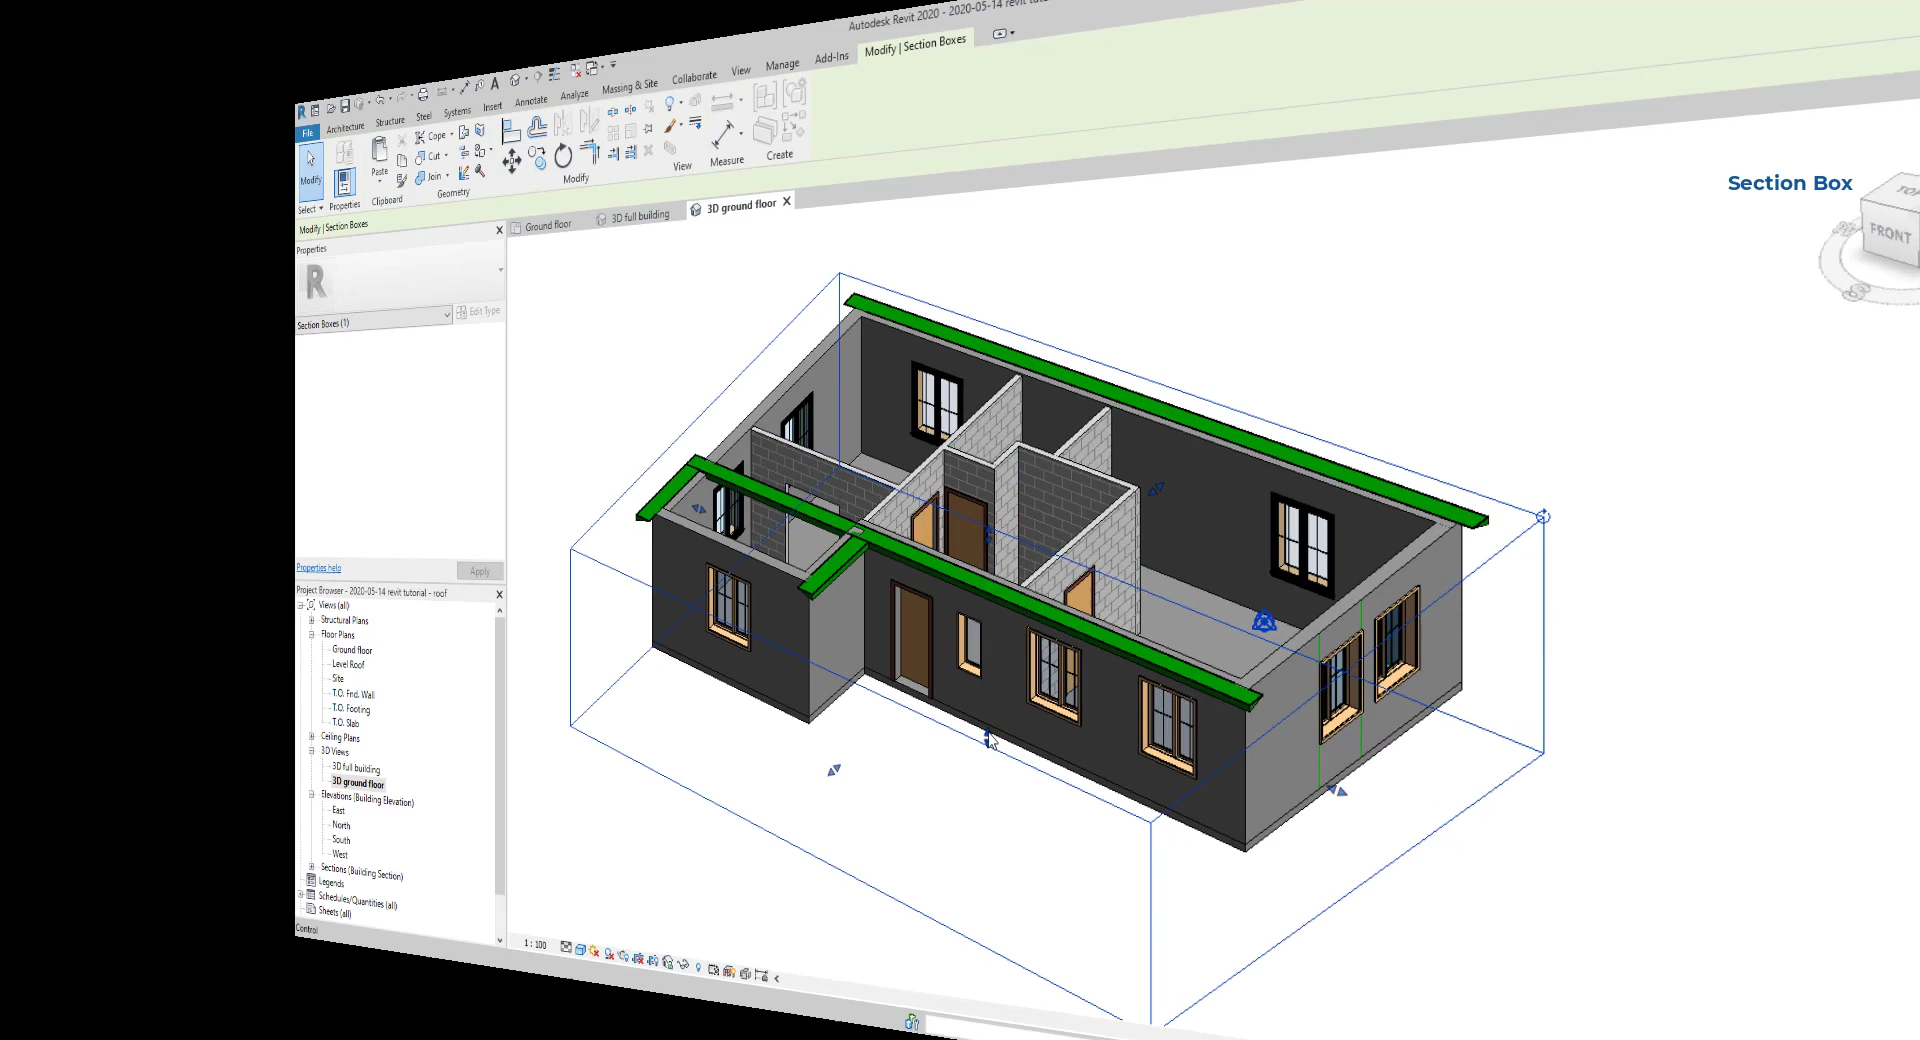 Autodesk Revit 2020 - 2020-05-14 revit
File
Architecture
Structure
Steel
Systems
Insert
Annotate
Analyze
Massing & Site
Collaborate
View
Manage
Add-Ins
Modify | Section Boxes
Modify
Select
Properties
Paste
Clipboard
Cope
Cut
Join
Geometry
Modify
View
Measure
Create
Modify | Section Boxes
Properties
Section Boxes (1)
Edit Type
Properties help
Apply
Ground floor
3D full building
3D ground floor
Section Box
TOP
FRONT
Project Browser - 2020-05-14 revit tutorial - roof
Views (all)
Structural Plans
Floor Plans
Ground floor
Level Roof
Site
T.O. Fnd. Wall
T.O. Footing
T.O. Slab
Ceiling Plans
3D Views
3D full building
3D ground floor
Elevations (Building Elevation)
East
North
South
West
Sections (Building Section)
Legends
Schedules/Quantities (all)
Sheets (all)
Control
1 : 100